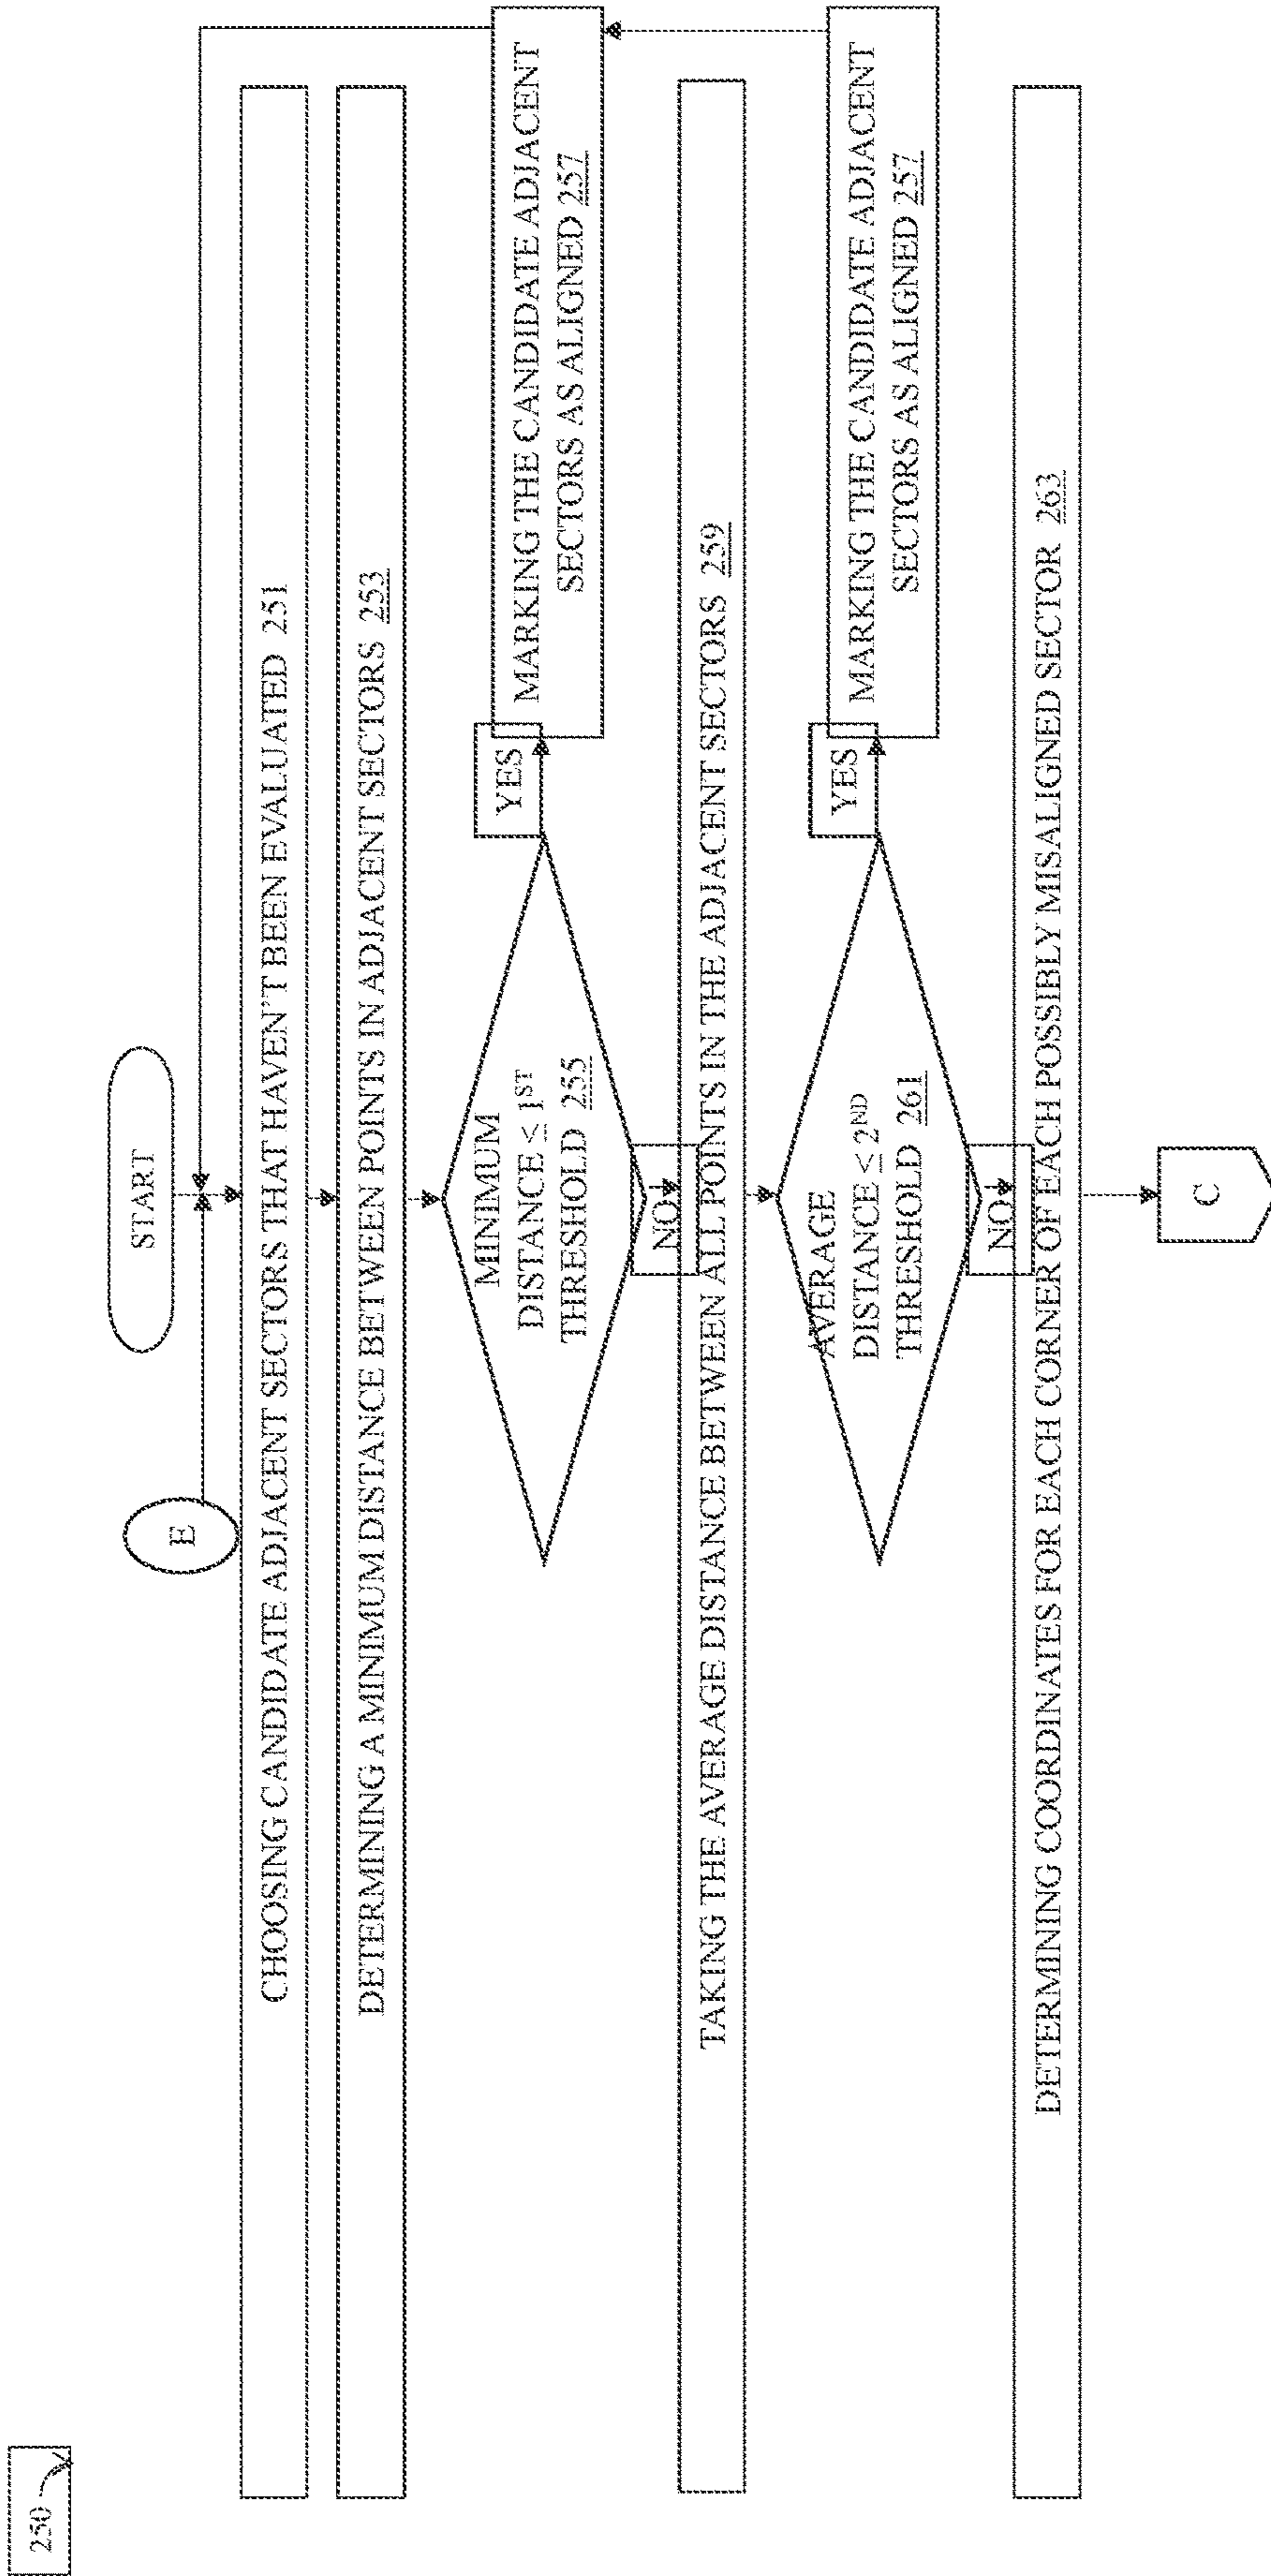 250
START
E
CHOOSING CANDIDATE ADJACENT SECTORS THAT HAVEN'T BEEN EVALUATED 251
DETERMINING A MINIMUM DISTANCE BETWEEN POINTS IN ADJACENT SECTORS 253
MINIMUM
DISTANCE ≤ 1ST
THRESHOLD 255
YES
MARKING THE CANDIDATE ADJACENT
SECTORS AS ALIGNED 257
NO
TAKING THE AVERAGE DISTANCE BETWEEN ALL POINTS IN THE ADJACENT SECTORS 259
AVERAGE
DISTANCE ≤ 2ND
THRESHOLD 261
YES
MARKING THE CANDIDATE ADJACENT
SECTORS AS ALIGNED 257
NO
DETERMINING COORDINATES FOR EACH CORNER OF EACH POSSIBLY MISALIGNED SECTOR 263
C